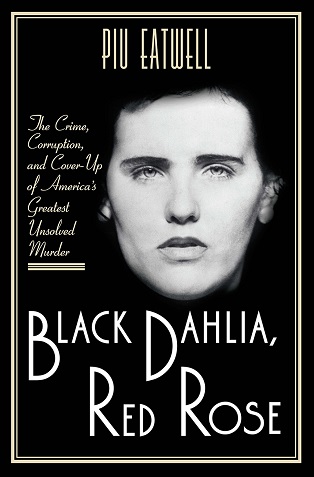 PIU EATWELL
The Crime,
Corruption,
and Cover-Up
of America's
Greatest
Unsolved
Murder
BLACK DAHLIA,
RED ROSE